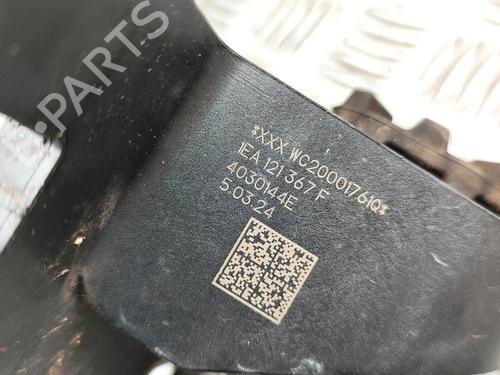 B-PARTS
*XXX WC20001761Q*
1EA 121 367 F
4030144E
5.03.24